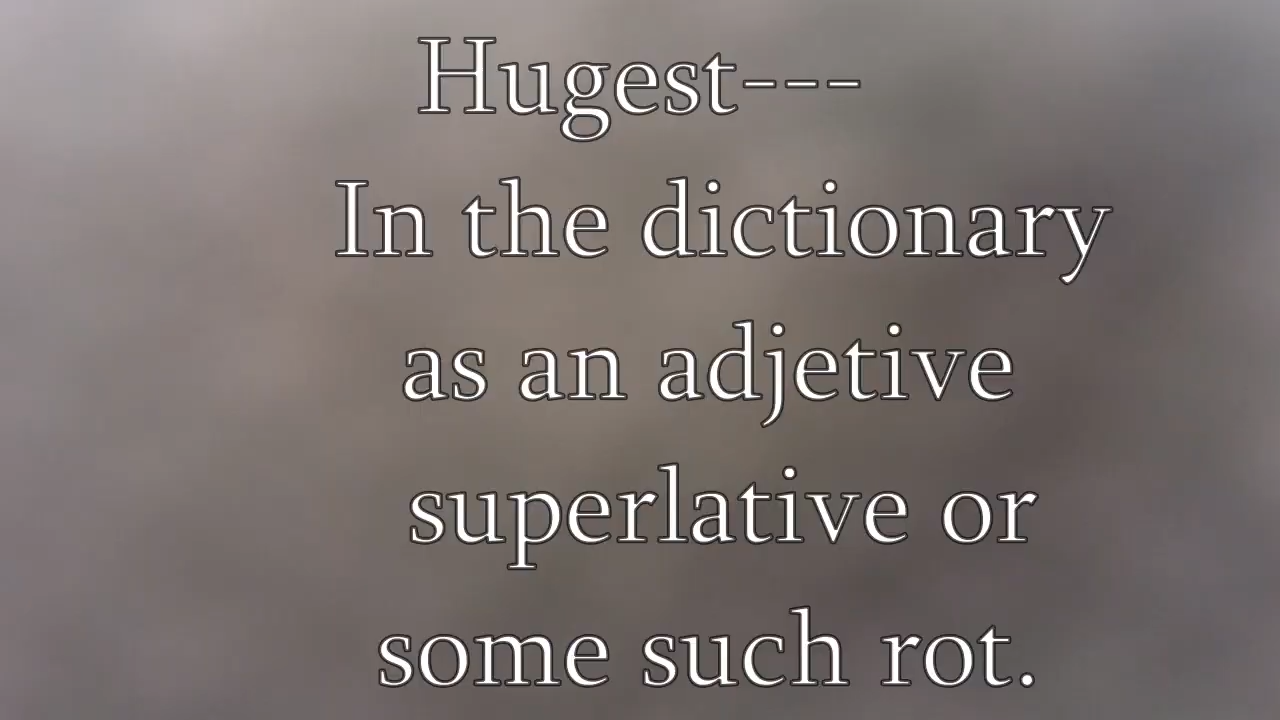 Hugest---
In the dictionary
as an adjetive
superlative or
some such rot.